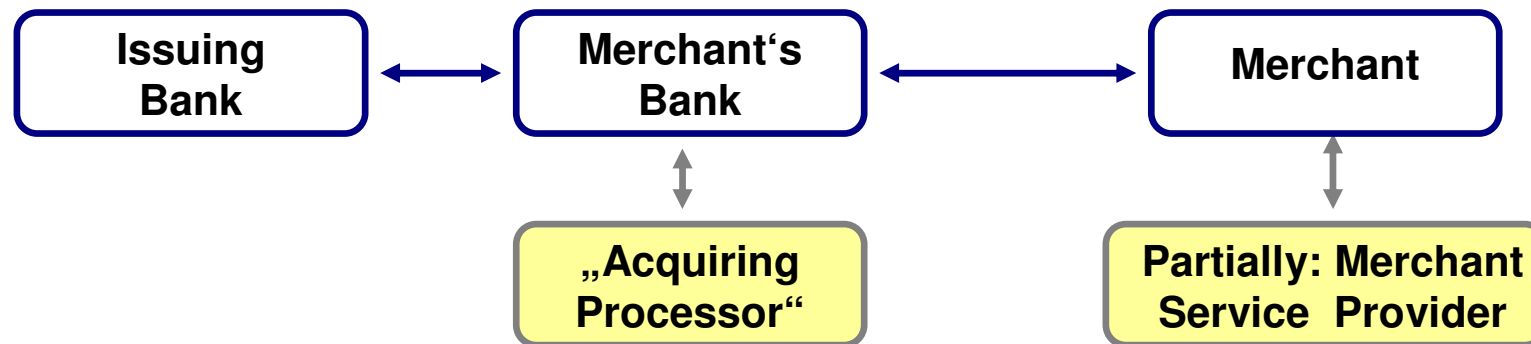 Issuing
Bank
Merchant‘s
Bank
Merchant
„Acquiring
Processor“
Partially: Merchant
Service Provider